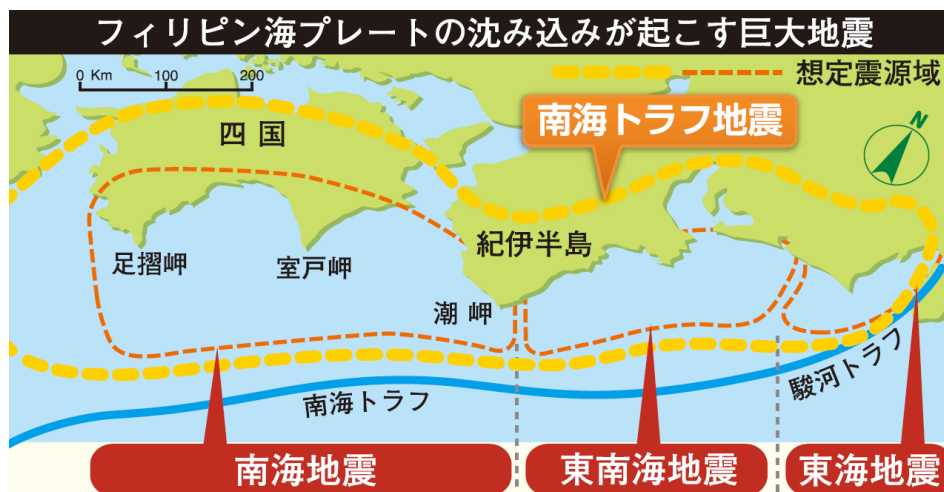 フィリピン海プレートの沈み込みが起こす巨大地震
0 Km 100 200
想定震源域
南海トラフ地震
N
四国
紀伊半島
足摺岬
室戸岬
潮岬
南海トラフ
駿河トラフ
南海地震
東南海地震
東海地震